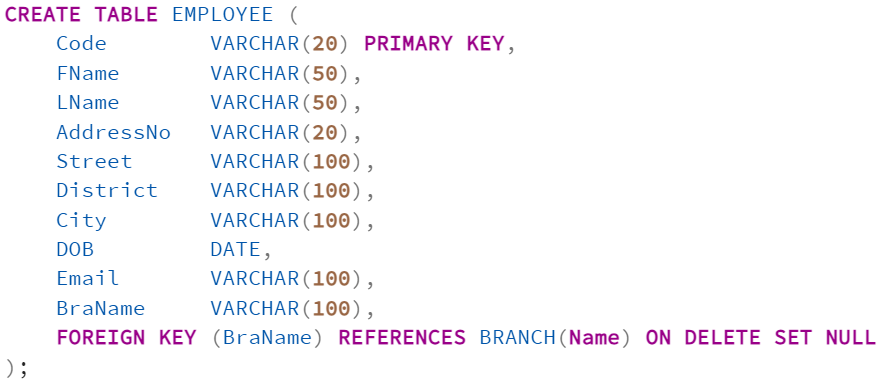 CREATE TABLE EMPLOYEE (
    Code        VARCHAR(20) PRIMARY KEY,
    FName       VARCHAR(50),
    LName       VARCHAR(50),
    AddressNo   VARCHAR(20),
    Street      VARCHAR(100),
    District    VARCHAR(100),
    City        VARCHAR(100),
    DOB         DATE,
    Email       VARCHAR(100),
    BraName     VARCHAR(100),
    FOREIGN KEY (BraName) REFERENCES BRANCH(Name) ON DELETE SET NULL
);